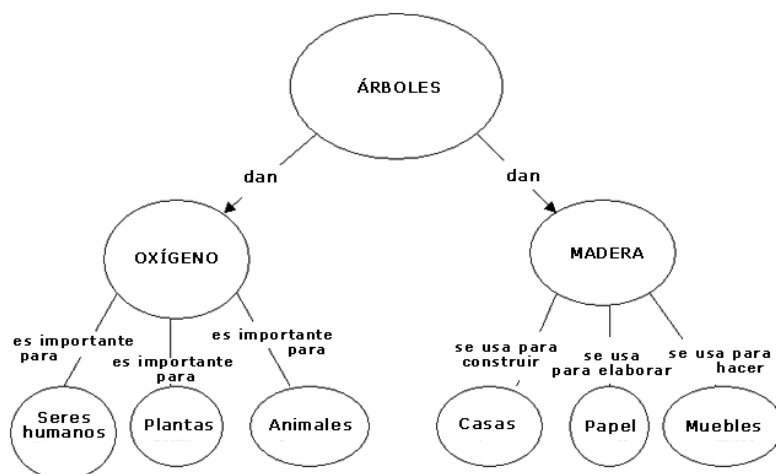 ÁRBOLES
dan
dan
OXÍGENO
MADERA
es importante
para
es importante
para
es importante
para
se usa para
construir
se usa
para elaborar
se usa para
hacer
Seres
humanos
Plantas
Animales
Casas
Papel
Muebles